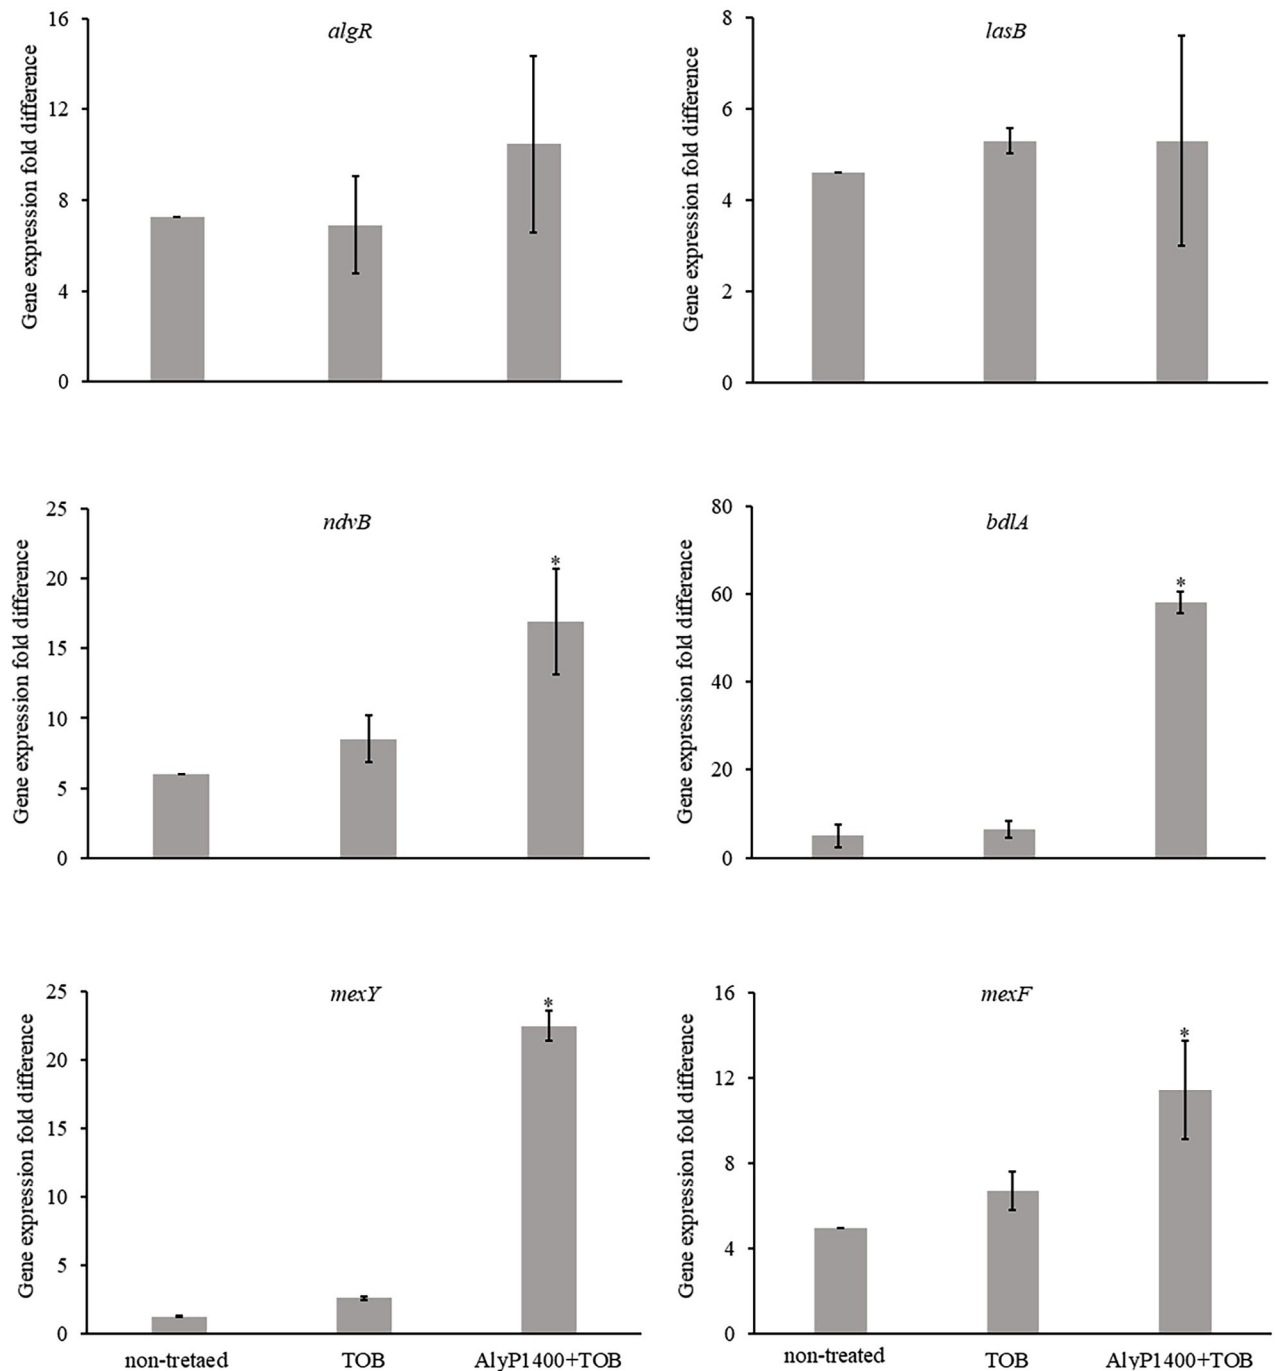 algR
Gene expression fold difference
16
12
8
4
0
lasB
Gene expression fold difference
8
6
4
2
0
ndvB
Gene expression fold difference
25
20
15
10
5
0
*
bdlA
Gene expression fold difference
80
60
40
20
0
*
mexY
Gene expression fold difference
25
20
15
10
5
0
*
non-tretaed TOB AlyP1400+TOB
mexF
Gene expression fold difference
16
12
8
4
0
*
non-treated TOB AlyP1400+TOB